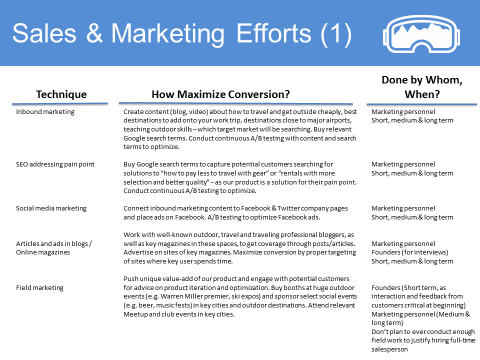 Sales & Marketing Efforts (1)
Technique
How Maximize Conversion?
Done by Whom,
When?
Inbound marketing
Create content (blog, video) about how to travel and get outside cheaply, best
destinations to add onto your work trip, destinations close to major airports,
teaching outdoor skills – which target market will be searching. Buy relevant
Google search terms. Conduct continuous A/B testing with content and search
terms to optimize.
Marketing personnel
Short, medium & long term
SEO addressing pain point
Buy Google search terms to capture potential customers searching for
solutions to “how to pay less to travel with gear” or “rentals with more
selection and better quality” – as our product is a solution for their pain point.
Conduct continuous A/B testing to optimize.
Marketing personnel
Short, medium & long term
Social media marketing
Connect inbound marketing content to Facebook & Twitter company pages
and place ads on Facebook. A/B testing to optimize Facebook ads.
Marketing personnel
Short, medium & long term
Articles and ads in blogs /
Online magazines
Work with well-known outdoor, travel and traveling professional bloggers, as
well as key magazines in these spaces, to get coverage through posts/articles.
Advertise on sites of key magazines. Maximize conversion by proper targeting
of sites where key user spends time.
Marketing personnel
Founders (for interviews)
Short, medium & long term
Field marketing
Push unique value-add of our product and engage with potential customers
for advice on product iteration and optimization. Buy booths at huge outdoor
events (e.g. Warren Miller premier, ski expos) and sponsor select social events
(e.g. beer, music fests) in key cities and outdoor destinations. Attend relevant
Meetup and club events in key cities.
Founders (Short term, as
interaction and feedback from
customers critical at beginning)
Marketing personnel (Medium &
long term)
Don’t plan to ever conduct enough
field work to justify hiring full-time
salesperson